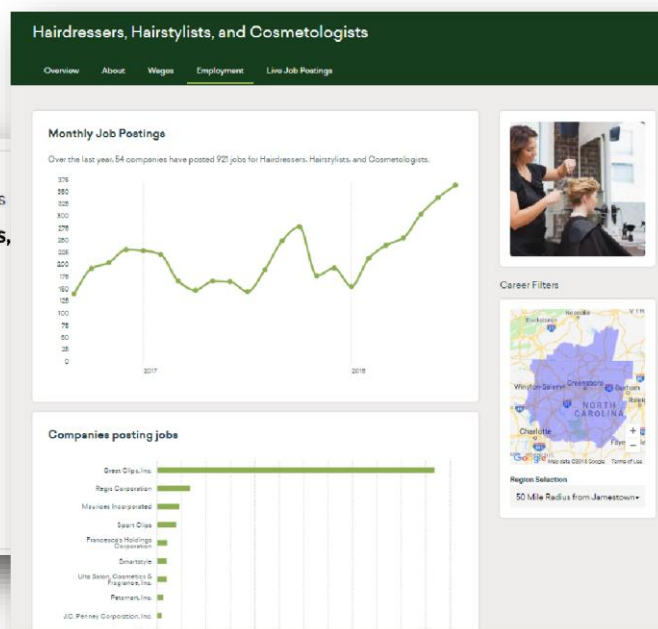 Hairdressers, Hairstylists, and Cosmetologists
Overview About Wages Employment Live Job Postings
Monthly Job Postings
Over the last year, 54 companies have posted 921 jobs for Hairdressers, Hairstylists, and Cosmetologists.
375
350
325
300
275
250
225
200
175
150
125
100
75
50
25
0
2017 2018
Companies posting jobs
Great Clips, Inc.
Regis Corporation
Maurices Incorporated
Sport Clips
Francesca's Holdings
Corporation
Smartstyle
Ulta Salon, Cosmetics &
Fragrance, Inc.
Petsmart, Inc.
J.C. Penney Corporation, Inc.
Career Filters
Roanoke
Blacksburg
Winston-Salem Greensboro Durham
NORTH
CAROLINA
Charlotte
Google Map data ©2018 Google Terms of Use
Region Selection
50 Mile Radius from Jamestown
s
s,